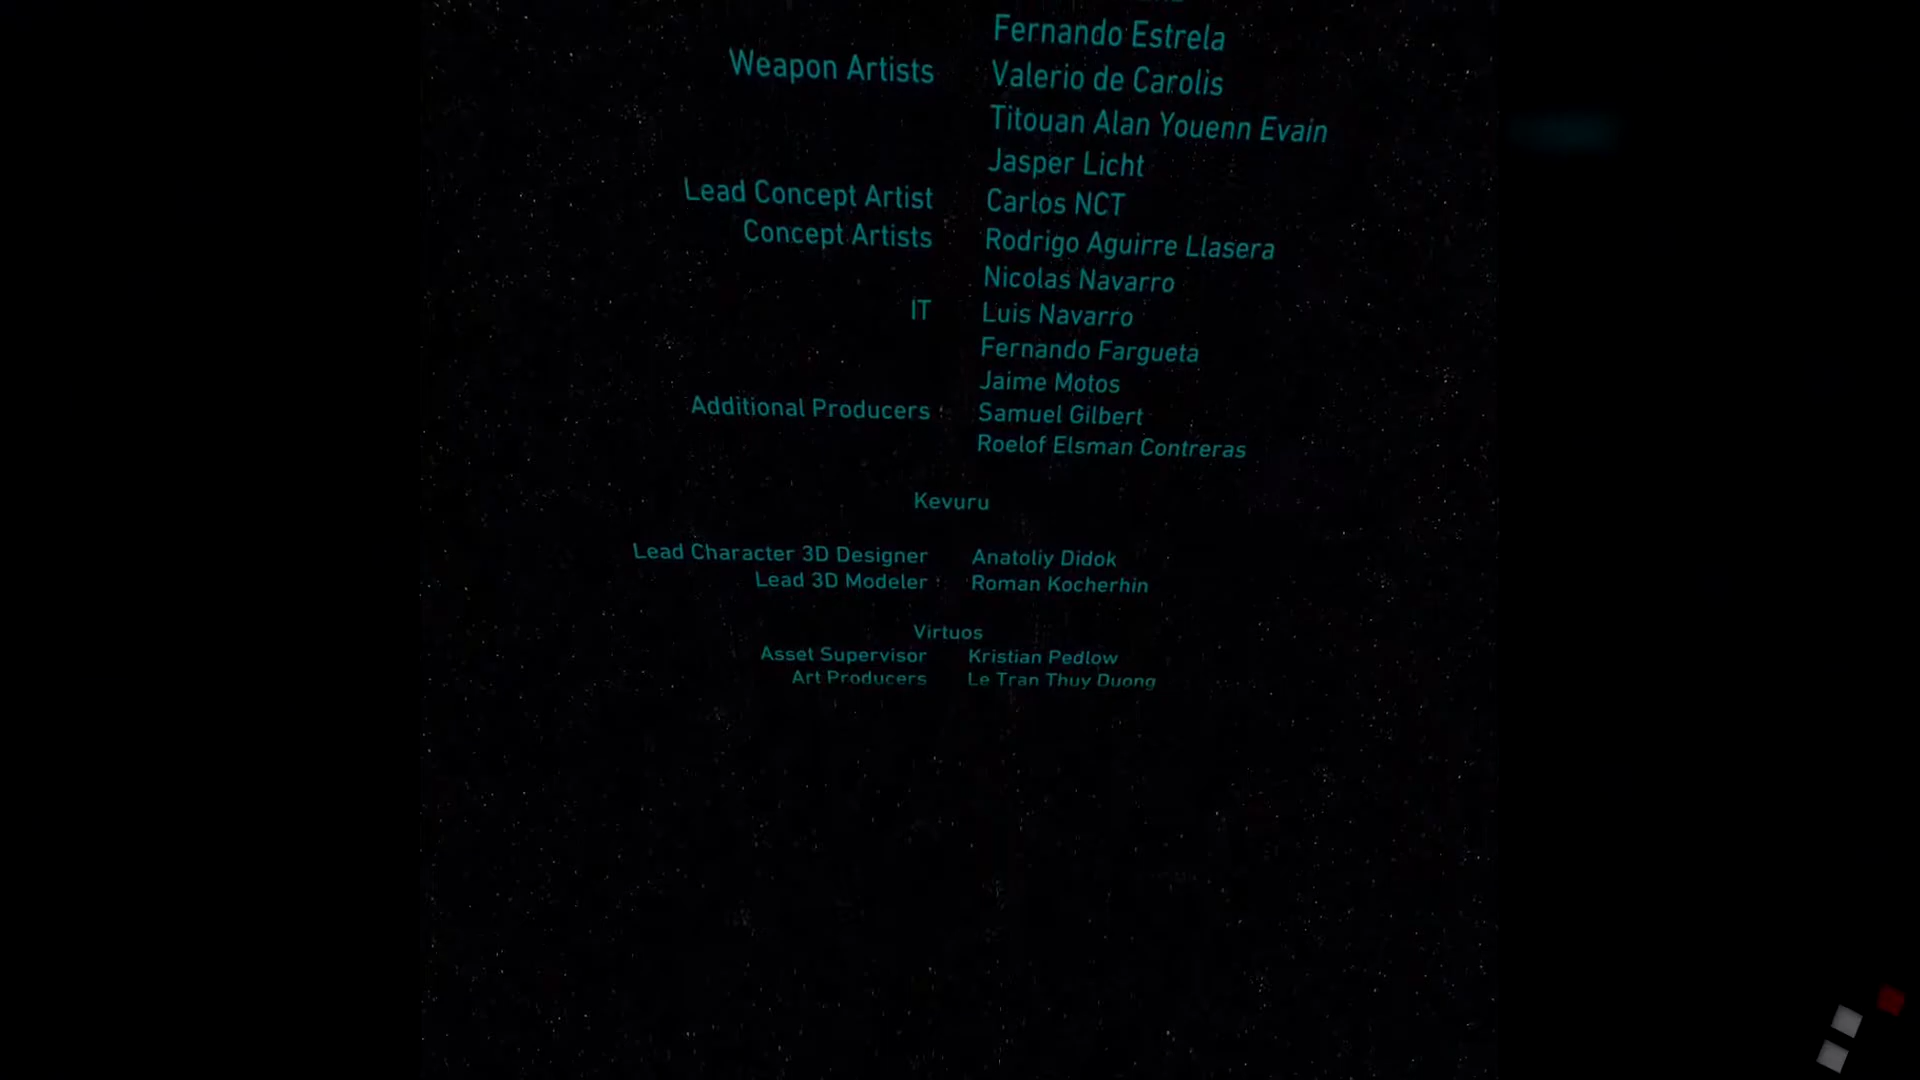 Fernando Estrela
Weapon Artists Valerio de Carolis
Titouan Alan Youenn Evain
Jasper Licht
Lead Concept Artist Carlos NCT
Concept Artists Rodrigo Aguirre Llasera
Nicolas Navarro
IT Luis Navarro
Fernando Fargueta
Jaime Motos
Additional Producers Samuel Gilbert
Roelof Elsman Contreras
Kevuru
Lead Character 3D Designer Anatoliy Didok
Lead 3D Modeler Roman Kocherhin
Virtuos
Asset Supervisor Kristian Pedlow
Art Producers Le Tran Thuy Duong